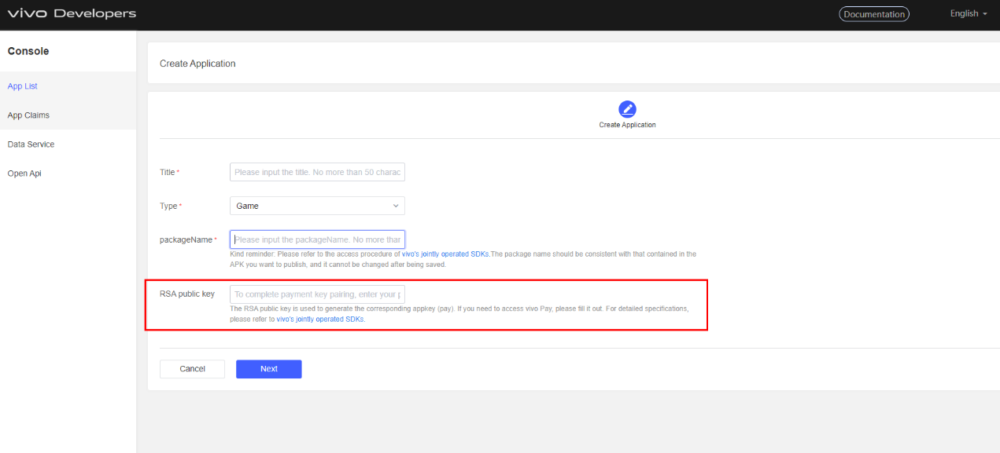 vivo Developers
Documentation
English
Console
App List
App Claims
Data Service
Open Api
Create Application
Create Application
Title *
Please input the title. No more than 50 charac
Type *
Game
packageName *
Please input the packageName. No more than
Kind reminder: Please refer to the access procedure of vivo's jointly operated SDKs.The package name should be consistent with that contained in the
APK you want to publish, and it cannot be changed after being saved.
RSA public key
To complete payment key pairing, enter your p
The RSA public key is used to generate the corresponding appkey (pay). If you need to access vivo Pay, please fill it out. For detailed specifications,
please refer to vivo's jointly operated SDKs.
Cancel
Next